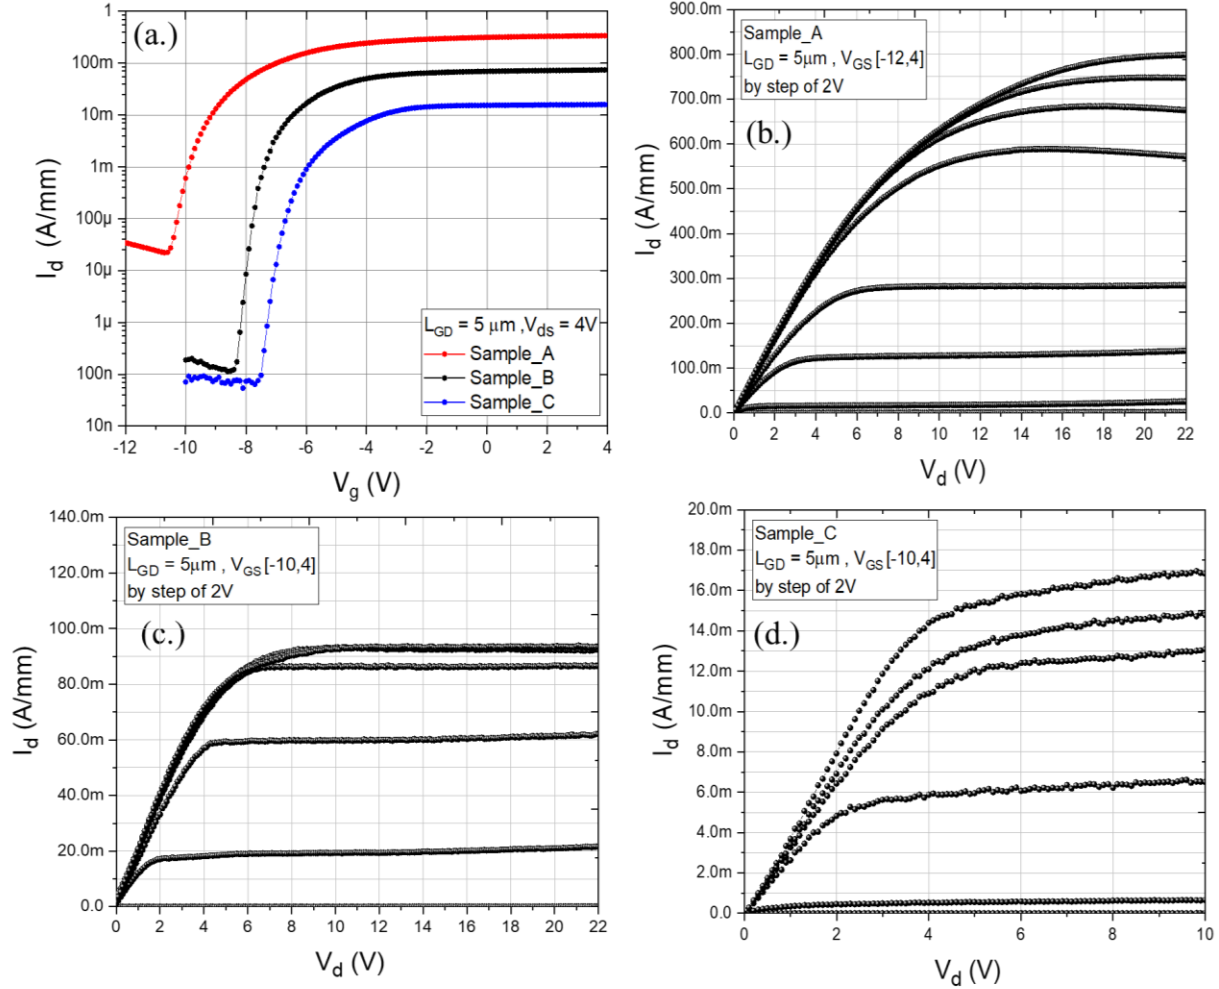 (a.)
1
100m
10m
1m
100µ
10µ
1µ
100n
10n
I_d (A/mm)
L_GD = 5 µm ,V_ds = 4V
Sample_A
Sample_B
Sample_C
-12 -10 -8 -6 -4 -2 0 2 4
V_g (V)
900.0m
800.0m
700.0m
600.0m
500.0m
400.0m
300.0m
200.0m
100.0m
0.0
I_d (A/mm)
Sample_A
L_GD = 5µm , V_GS [-12,4]
by step of 2V
(b.)
0 2 4 6 8 10 12 14 16 18 20 22
V_d (V)
140.0m
120.0m
100.0m
80.0m
60.0m
40.0m
20.0m
0.0
I_d (A/mm)
Sample_B
L_GD = 5µm , V_GS [-10,4]
by step of 2V
(c.)
0 2 4 6 8 10 12 14 16 18 20 22
V_d (V)
20.0m
18.0m
16.0m
14.0m
12.0m
10.0m
8.0m
6.0m
4.0m
2.0m
0.0
I_d (A/mm)
Sample_C
L_GD = 5µm , V_GS [-10,4]
by step of 2V
(d.)
0 2 4 6 8 10
V_d (V)